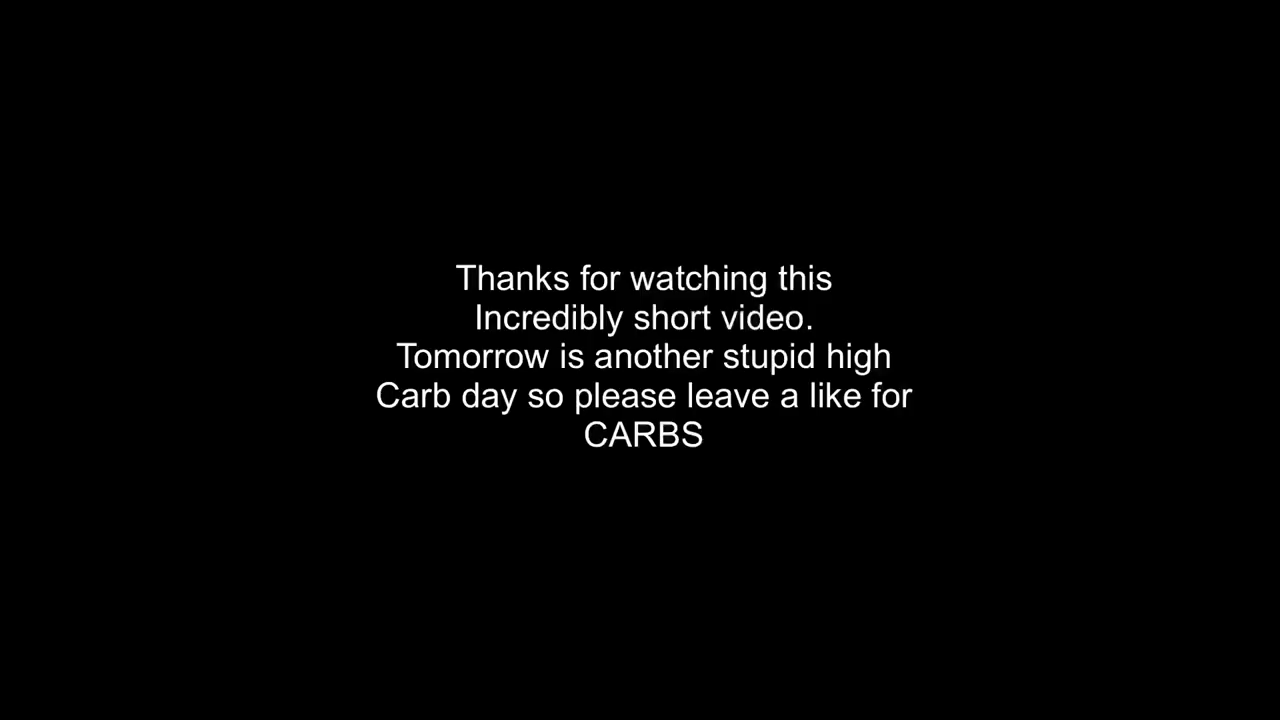 Thanks for watching this
Incredibly short video.
Tomorrow is another stupid high
Carb day so please leave a like for
CARBS